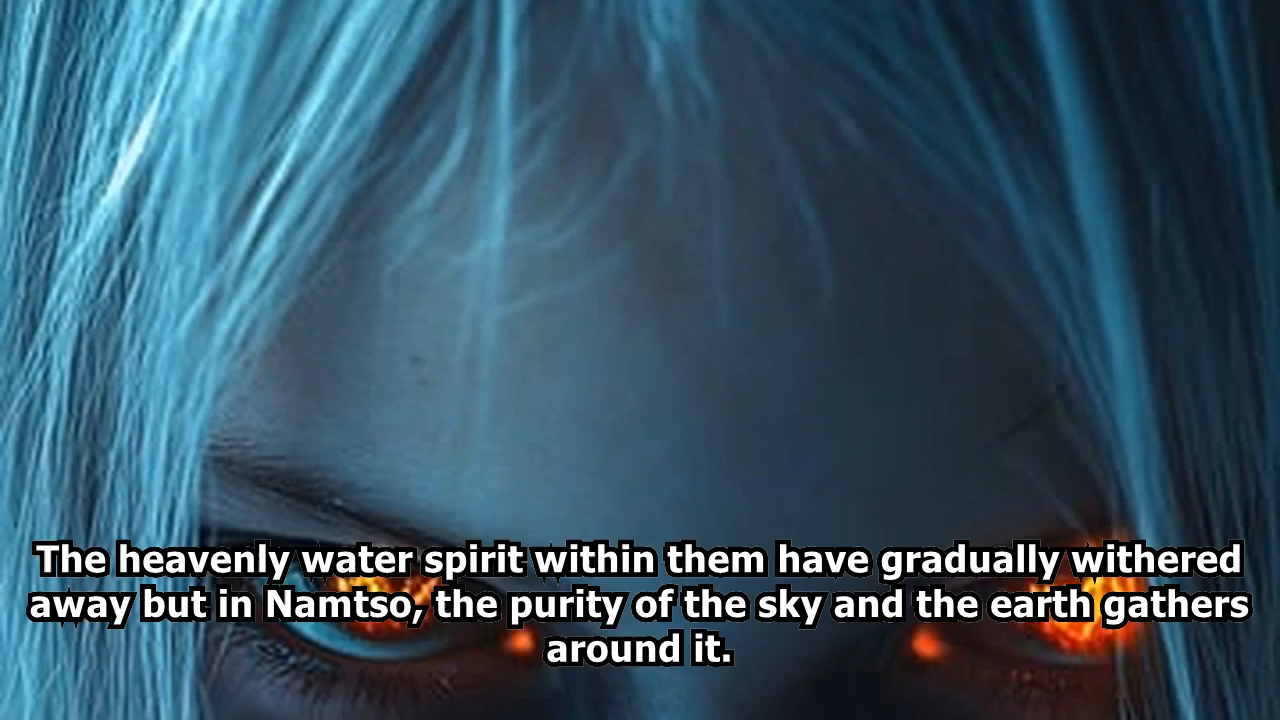 The heavenly water spirit within them have gradually withered
away but in Namtso, the purity of the sky and the earth gathers
around it.